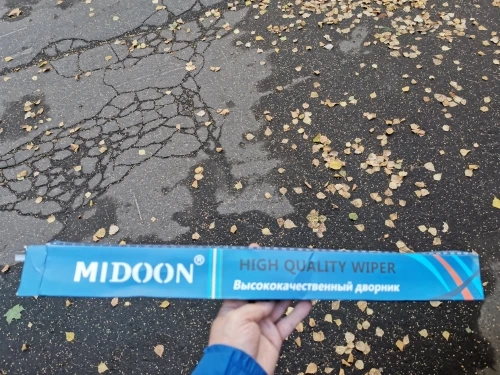 MIDOON®
HIGH QUALITY WIPER
Высококачественный дворник